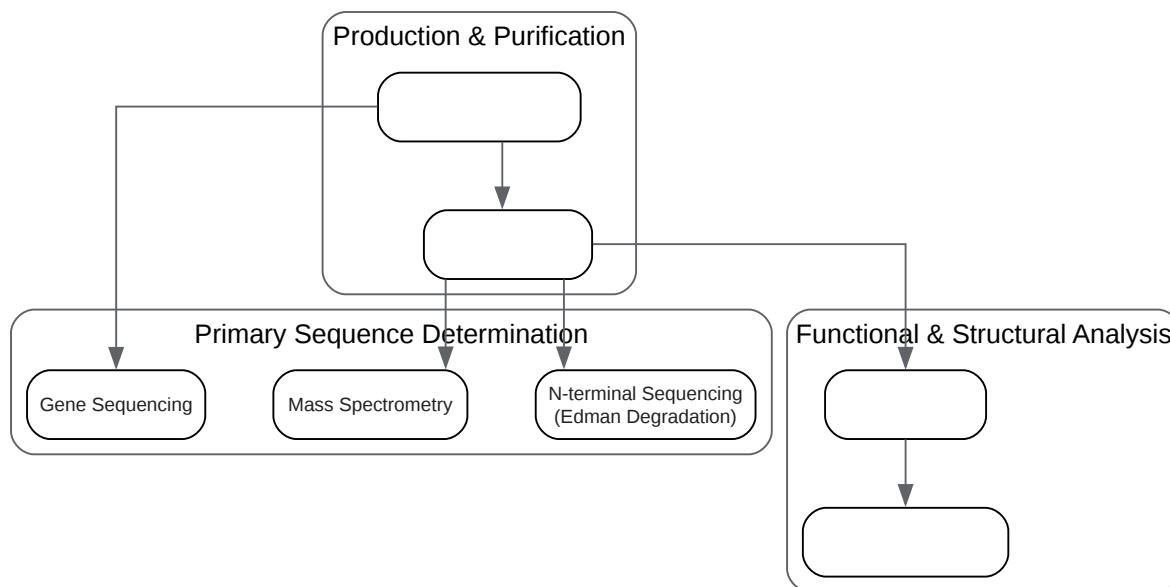 Production & Purification
Primary Sequence Determination
Functional & Structural Analysis
Gene Sequencing
Mass Spectrometry
N-terminal Sequencing
(Edman Degradation)